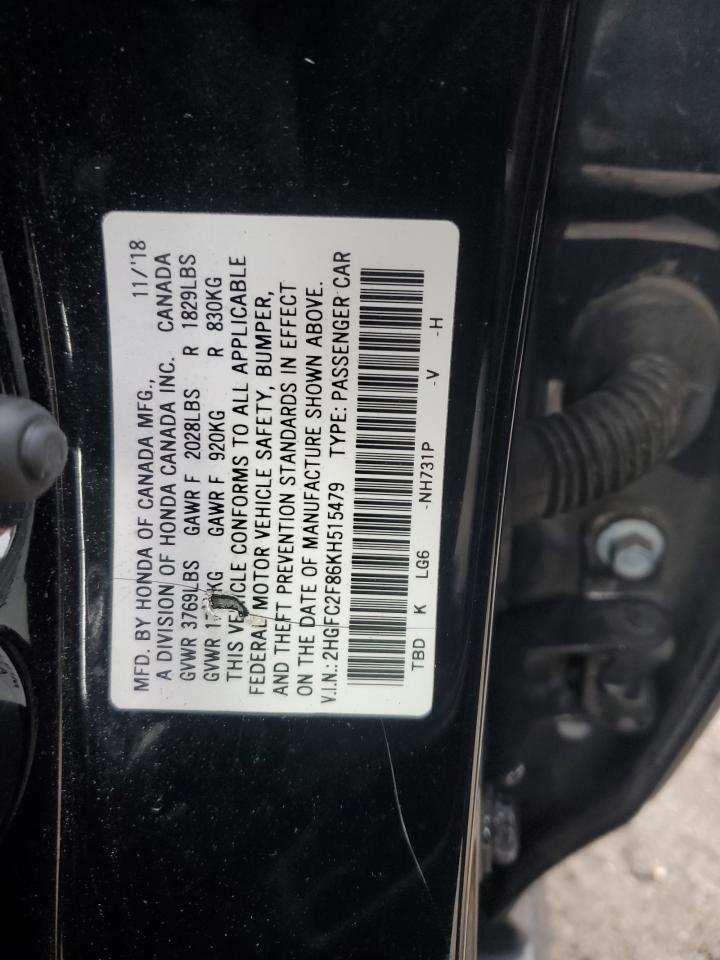 MFD. BY HONDA OF CANADA MFG., 11/'18
A DIVISION OF HONDA CANADA INC. CANADA
GVWR 3769LBS GAWR F 2028LBS R 1829LBS
GVWR GAWR F 920KG R 830KG
THIS VEHICLE CONFORMS TO ALL APPLICABLE
FEDERAL MOTOR VEHICLE SAFETY, BUMPER,
AND THEFT PREVENTION STANDARDS IN EFFECT
ON THE DATE OF MANUFACTURE SHOWN ABOVE.
V.I.N.:2HGFC2F86KH515479 TYPE: PASSENGER CAR
TBD K LG6 -NH731P -V -H